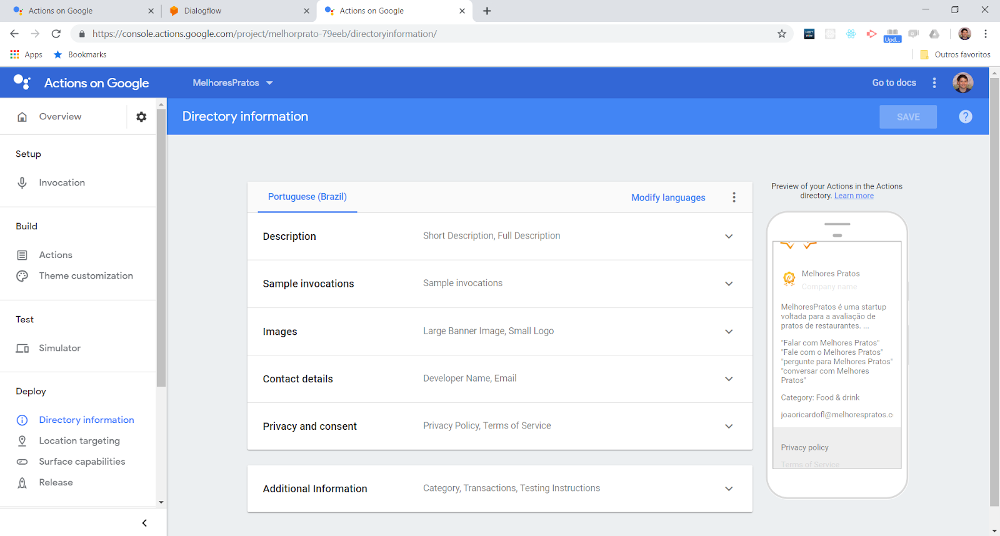 Actions on Google
Dialogflow
Actions on Google
https://console.actions.google.com/project/melhorprato-79eeb/directoryinformation/
Upd...
Apps
Bookmarks
Outros favoritos
Actions on Google
MelhoresPratos
Go to docs
Overview
Directory information
SAVE
Setup
Invocation
Build
Actions
Theme customization
Test
Simulator
Deploy
Directory information
Location targeting
Surface capabilities
Release
Portuguese (Brazil)
Modify languages
Description
Short Description, Full Description
Sample invocations
Sample invocations
Images
Large Banner Image, Small Logo
Contact details
Developer Name, Email
Privacy and consent
Privacy Policy, Terms of Service
Additional Information
Category, Transactions, Testing Instructions
Preview of your Actions in the Actions
directory. Learn more
Melhores Pratos
Company name
MelhoresPratos é uma startup
voltada para a avaliação de
pratos de restaurantes. ...
"Falar com Melhores Pratos"
"Fale com o Melhores Pratos"
"pergunte para Melhores Pratos"
"conversar com Melhores
Pratos"
Category: Food & drink
joaoricardofl@melhorespratos.c
Privacy policy
Terms of Service